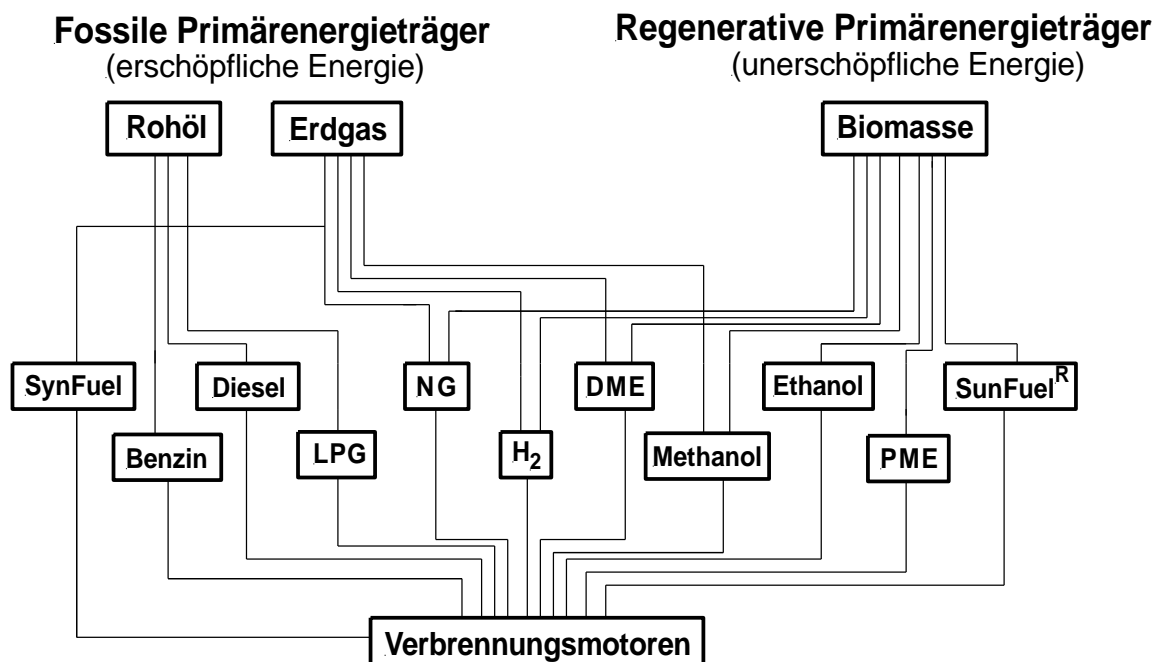 Fossile Primärenergieträger
(erschöpfliche Energie)
Regenerative Primärenergieträger
(unerschöpfliche Energie)
Rohöl
Erdgas
Biomasse
SynFuel
Diesel
NG
DME
Ethanol
SunFuelᴿ
Benzin
LPG
H₂
Methanol
PME
Verbrennungsmotoren